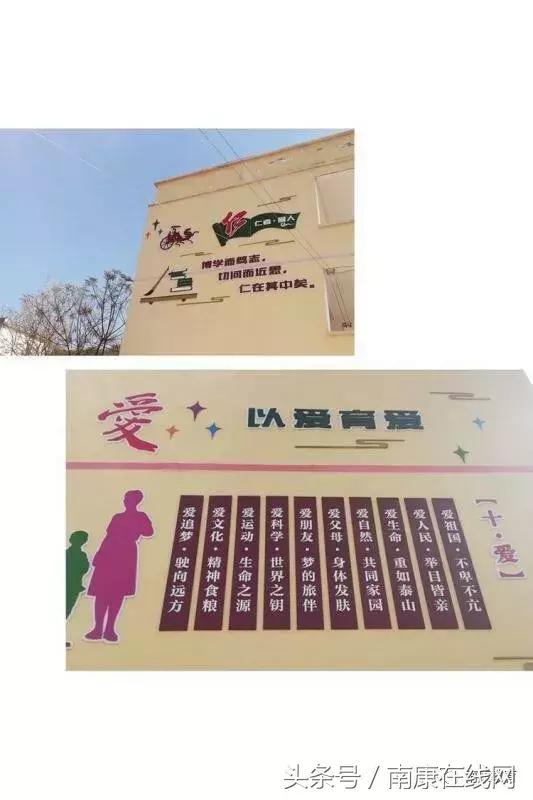 仁
仁者·爱人
博学而笃志，
切问而近思，
仁在其中矣。
愛
以爱育爱
【十·爱】
爱祖国·不卑不亢
爱人民·举目皆亲
爱生命·重如泰山
爱自然·共同家园
爱父母·身体发肤
爱朋友·梦的旅伴
爱科学·世界之钥
爱运动·生命之源
爱文化·精神食粮
爱追梦·驶向远方
头条号／南康在线网